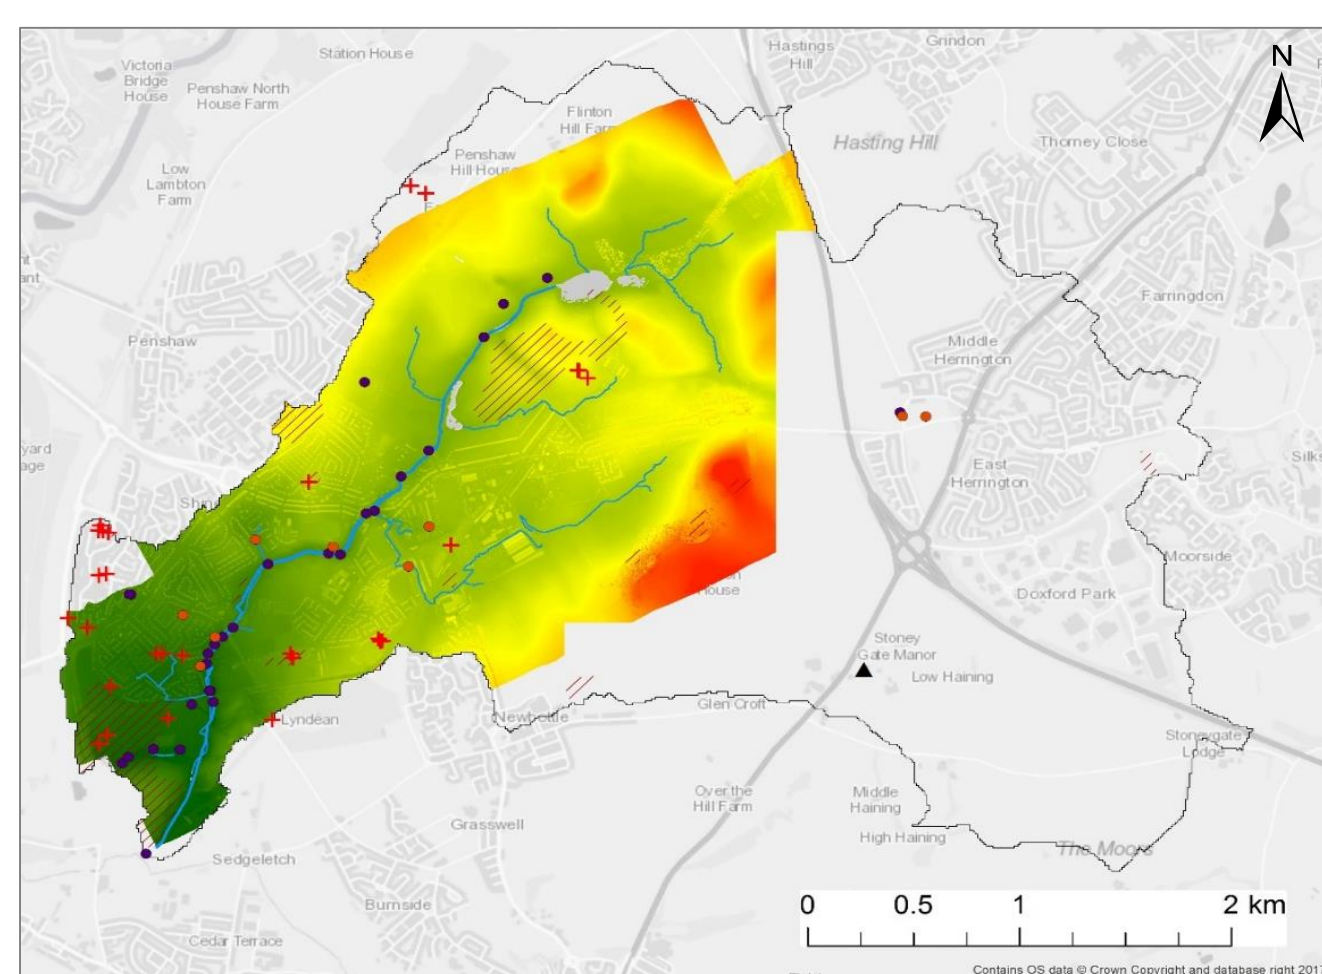 Station House
Hastings
Hill
Grindon
N
Victoria
Bridge
House
Penshaw North
House Farm
Flinton
Hill Farm
Hasting Hill
Thorney Close
Penshaw
Hill House
Low
Lambton
Farm
Farringdon
Penshaw
Middle
Herrington
East
Herrington
Moorside
Doxford Park
Stoney
Gate Manor
Low Haining
Lyndean
Newbottle
Glen Croft
Stoneygate
Lodge
Over the
Hill Farm
Middle
Haining
Grasswell
High Haining
The Moors
Sedgeletch
Burnside
0 0.5 1 2 km
Cedar Terrace
Contains OS data © Crown Copyright and database right 2017